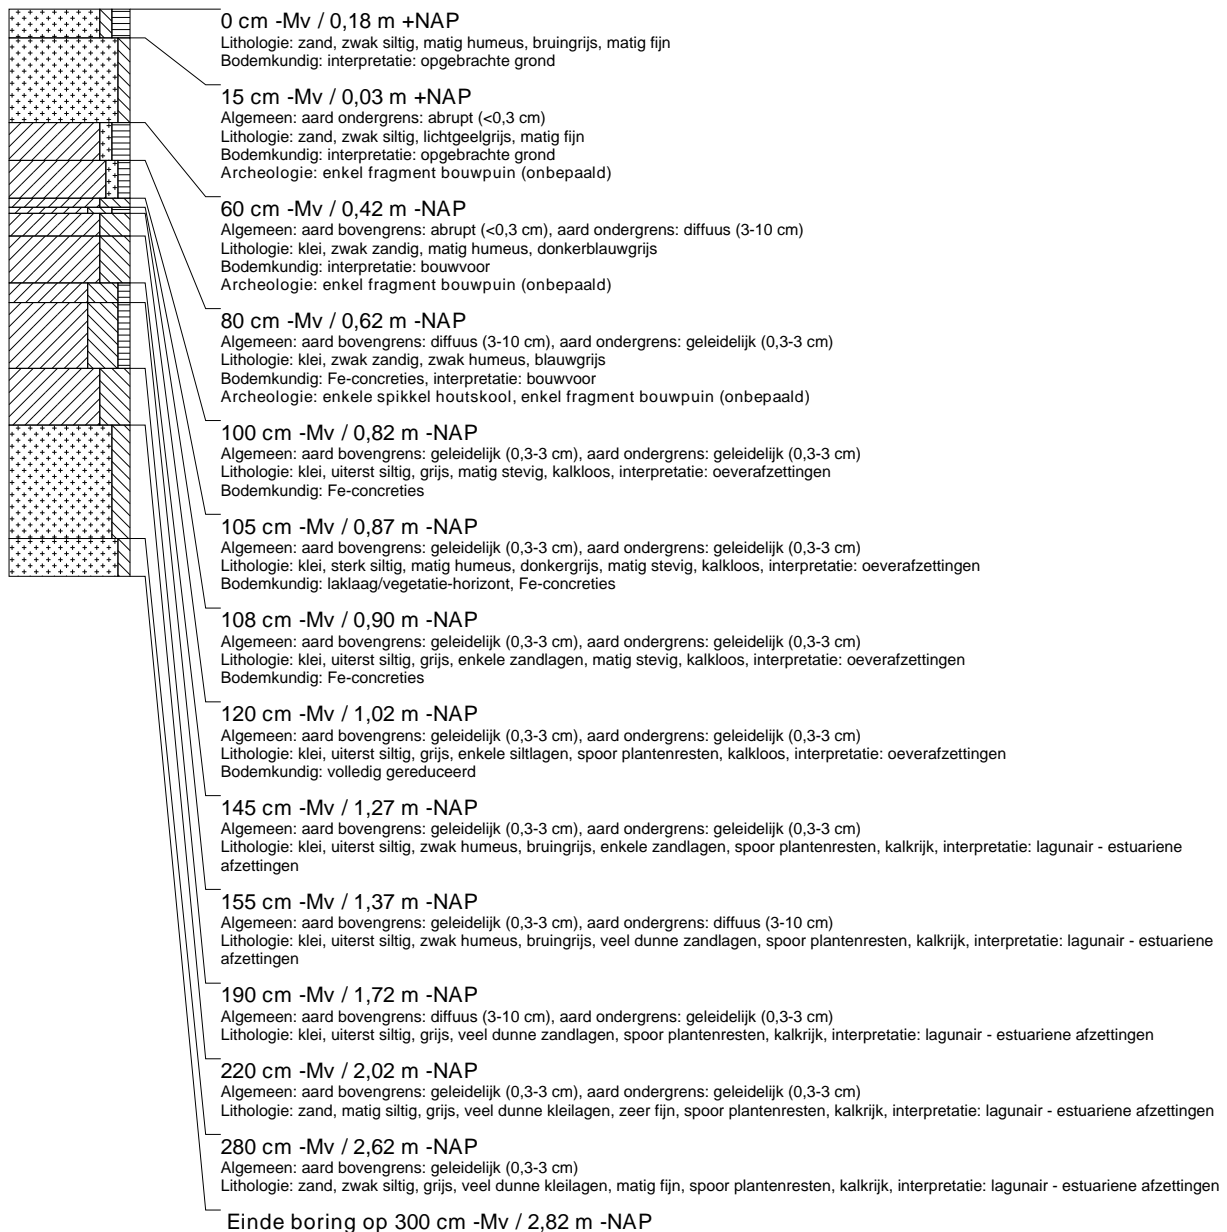 0 cm -Mv / 0,18 m +NAP
Lithologie: zand, zwak siltig, matig humeus, bruingrijs, matig fijn
Bodemkundig: interpretatie: opgebrachte grond
15 cm -Mv / 0,03 m +NAP
Algemeen: aard ondergrens: abrupt (<0,3 cm)
Lithologie: zand, zwak siltig, lichtgeelgrijs, matig fijn
Bodemkundig: interpretatie: opgebrachte grond
Archeologie: enkel fragment bouwpuin (onbepaald)
60 cm -Mv / 0,42 m -NAP
Algemeen: aard bovengrens: abrupt (<0,3 cm), aard ondergrens: diffuus (3-10 cm)
Lithologie: klei, zwak zandig, matig humeus, donkerblauwgrijs
Bodemkundig: interpretatie: bouwvoor
Archeologie: enkel fragment bouwpuin (onbepaald)
80 cm -Mv / 0,62 m -NAP
Algemeen: aard bovengrens: diffuus (3-10 cm), aard ondergrens: geleidelijk (0,3-3 cm)
Lithologie: klei, zwak zandig, zwak humeus, blauwgrijs
Bodemkundig: Fe-concreties, interpretatie: bouwvoor
Archeologie: enkele spikkel houtskool, enkel fragment bouwpuin (onbepaald)
100 cm -Mv / 0,82 m -NAP
Algemeen: aard bovengrens: geleidelijk (0,3-3 cm), aard ondergrens: geleidelijk (0,3-3 cm)
Lithologie: klei, uiterst siltig, grijs, matig stevig, kalkloos, interpretatie: oeverafzettingen
Bodemkundig: Fe-concreties
105 cm -Mv / 0,87 m -NAP
Algemeen: aard bovengrens: geleidelijk (0,3-3 cm), aard ondergrens: geleidelijk (0,3-3 cm)
Lithologie: klei, sterk siltig, matig humeus, donkergrijs, matig stevig, kalkloos, interpretatie: oeverafzettingen
Bodemkundig: laklaag/vegetatie-horizont, Fe-concreties
108 cm -Mv / 0,90 m -NAP
Algemeen: aard bovengrens: geleidelijk (0,3-3 cm), aard ondergrens: geleidelijk (0,3-3 cm)
Lithologie: klei, uiterst siltig, grijs, enkele zandlagen, matig stevig, kalkloos, interpretatie: oeverafzettingen
Bodemkundig: Fe-concreties
120 cm -Mv / 1,02 m -NAP
Algemeen: aard bovengrens: geleidelijk (0,3-3 cm), aard ondergrens: geleidelijk (0,3-3 cm)
Lithologie: klei, uiterst siltig, grijs, enkele siltlagen, spoor plantenresten, kalkloos, interpretatie: oeverafzettingen
Bodemkundig: volledig gereduceerd
145 cm -Mv / 1,27 m -NAP
Algemeen: aard bovengrens: geleidelijk (0,3-3 cm), aard ondergrens: geleidelijk (0,3-3 cm)
Lithologie: klei, uiterst siltig, zwak humeus, bruingrijs, enkele zandlagen, spoor plantenresten, kalkrijk, interpretatie: lagunair - estuariene
afzettingen
155 cm -Mv / 1,37 m -NAP
Algemeen: aard bovengrens: geleidelijk (0,3-3 cm), aard ondergrens: diffuus (3-10 cm)
Lithologie: klei, uiterst siltig, zwak humeus, bruingrijs, veel dunne zandlagen, spoor plantenresten, kalkrijk, interpretatie: lagunair - estuariene
afzettingen
190 cm -Mv / 1,72 m -NAP
Algemeen: aard bovengrens: diffuus (3-10 cm), aard ondergrens: geleidelijk (0,3-3 cm)
Lithologie: klei, uiterst siltig, grijs, veel dunne zandlagen, spoor plantenresten, kalkrijk, interpretatie: lagunair - estuariene afzettingen
220 cm -Mv / 2,02 m -NAP
Algemeen: aard bovengrens: geleidelijk (0,3-3 cm), aard ondergrens: geleidelijk (0,3-3 cm)
Lithologie: zand, matig siltig, grijs, veel dunne kleilagen, zeer fijn, spoor plantenresten, kalkrijk, interpretatie: lagunair - estuariene afzettingen
280 cm -Mv / 2,62 m -NAP
Algemeen: aard bovengrens: geleidelijk (0,3-3 cm)
Lithologie: zand, zwak siltig, grijs, veel dunne kleilagen, matig fijn, spoor plantenresten, kalkrijk, interpretatie: lagunair - estuariene afzettingen
Einde boring op 300 cm -Mv / 2,82 m -NAP